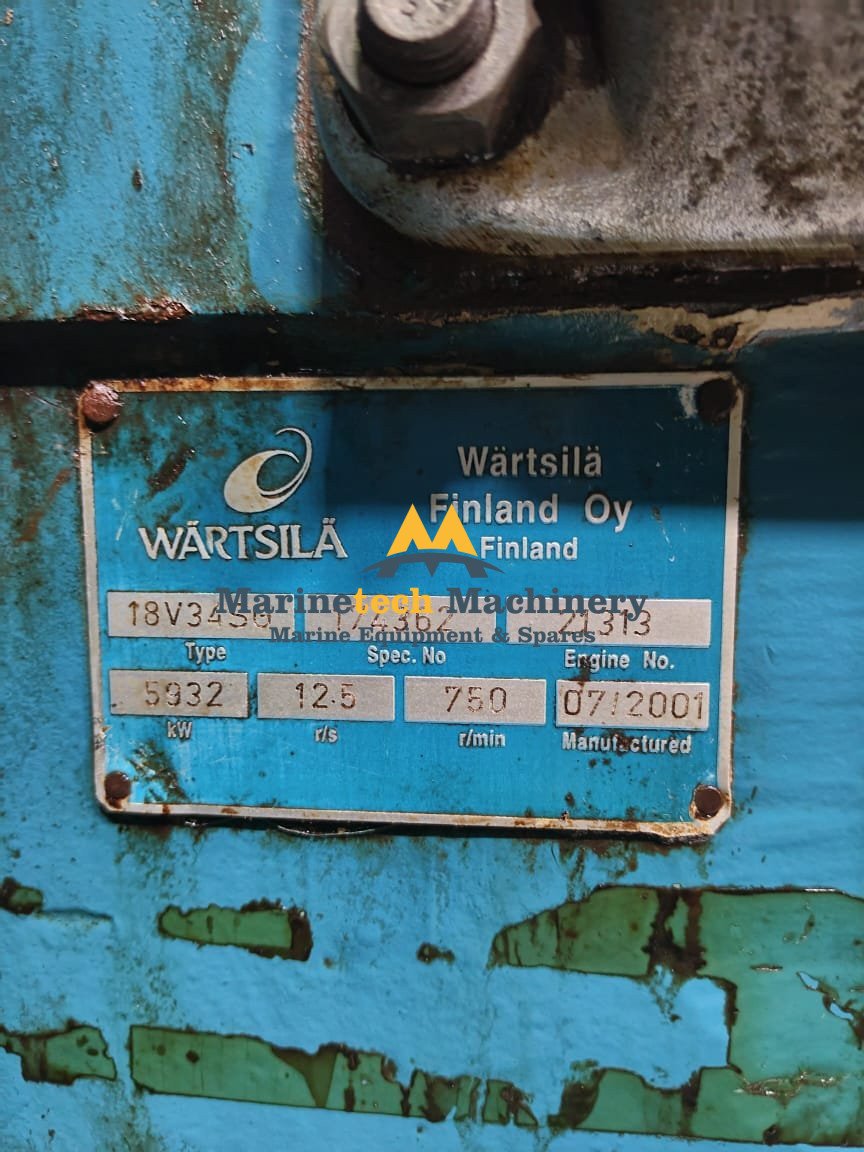 Wärtsilä
Finland Oy
WÄRTSILÄ
Finland
Marinetech Machinery
Marine Equipment & Spares
174362 21313
Type Spec. No Engine No.
5932 12.5 750 07/2001
kW r/s r/min Manufactured